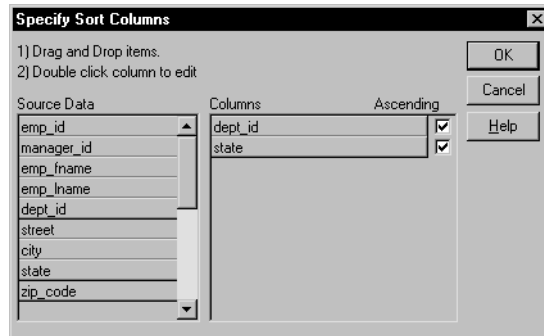 Specify Sort Columns
1) Drag and Drop items.
2) Double click column to edit
Source Data
emp_id
manager_id
emp_fname
emp_lname
dept_id
street
city
state
zip_code
Columns Ascending
dept_id
state
OK
Cancel
Help